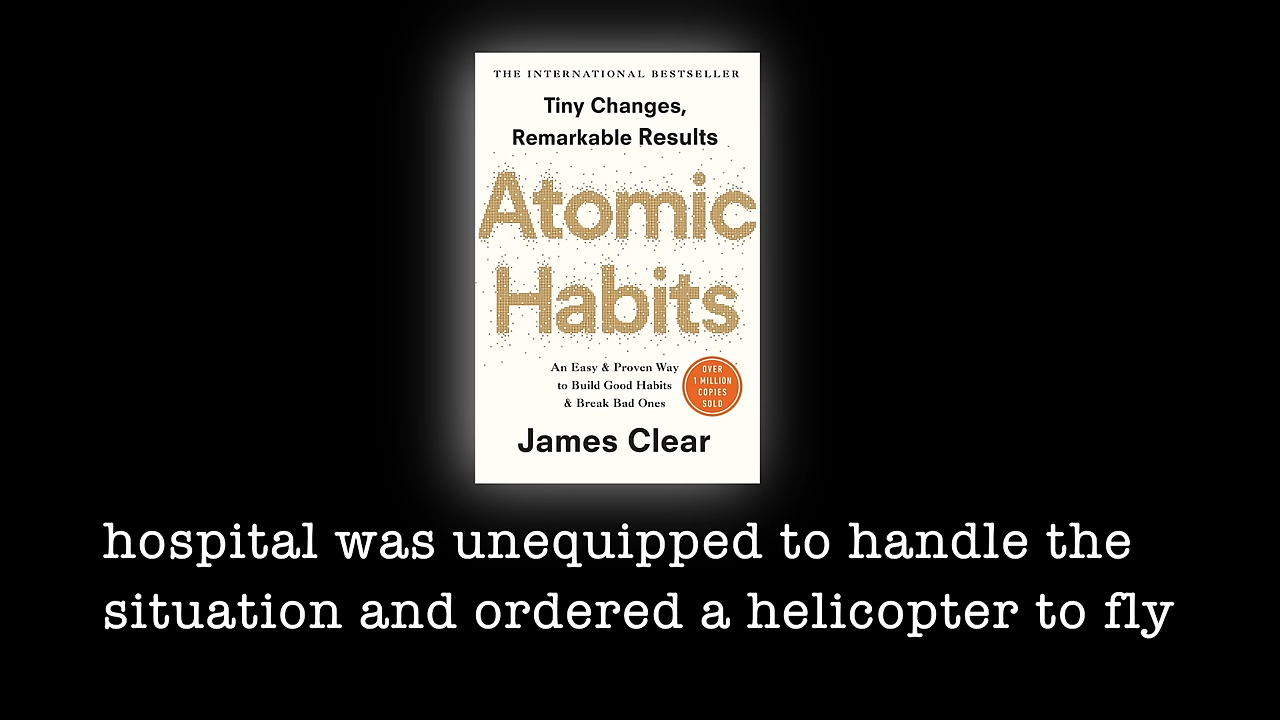 THE INTERNATIONAL BESTSELLER
Tiny Changes,
Remarkable Results
Atomic
Habits
An Easy & Proven Way
to Build Good Habits
& Break Bad Ones
OVER
1 MILLION
COPIES
SOLD
James Clear
hospital was unequipped to handle the
situation and ordered a helicopter to fly